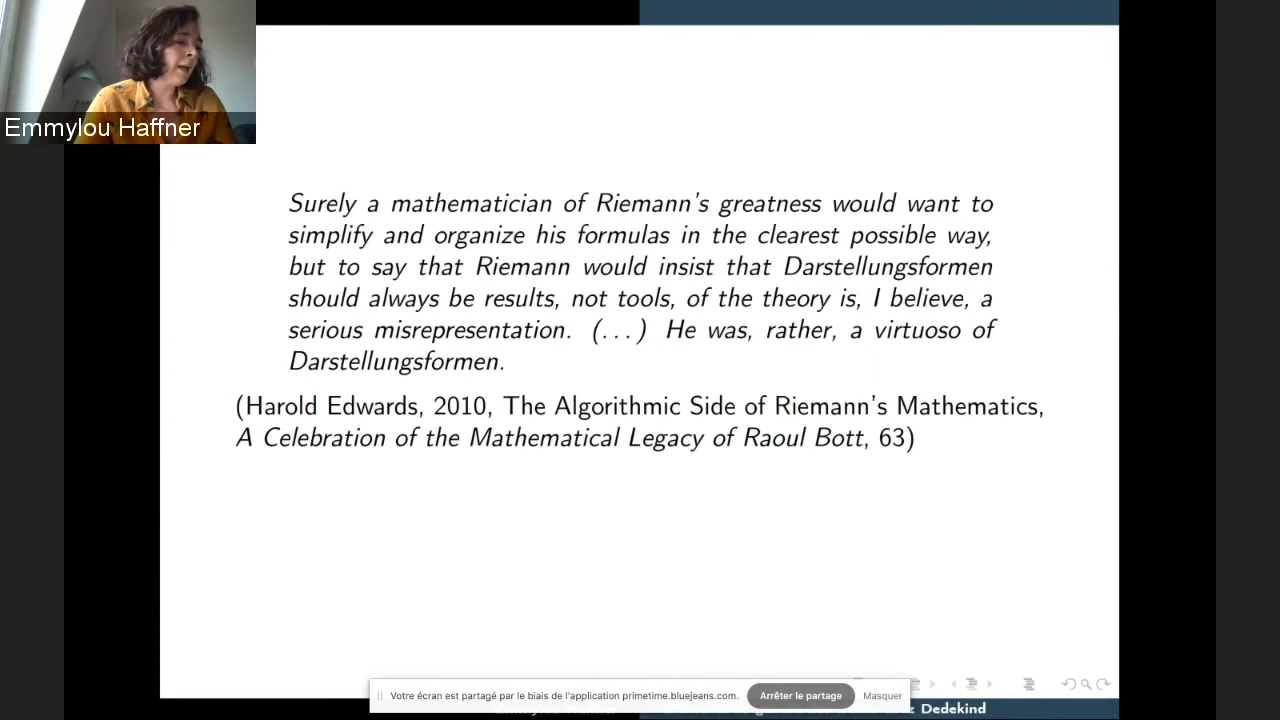 Emmylou Haffner
Surely a mathematician of Riemann's greatness would want to
simplify and organize his formulas in the clearest possible way,
but to say that Riemann would insist that Darstellungsformen
should always be results, not tools, of the theory is, I believe, a
serious misrepresentation. (...) He was, rather, a virtuoso of
Darstellungsformen.
(Harold Edwards, 2010, The Algorithmic Side of Riemann's Mathematics,
A Celebration of the Mathematical Legacy of Raoul Bott, 63)
Votre écran est partagé par le biais de l'application primetime.bluejeans.com. Arrêter le partage Masquer
Dedekind